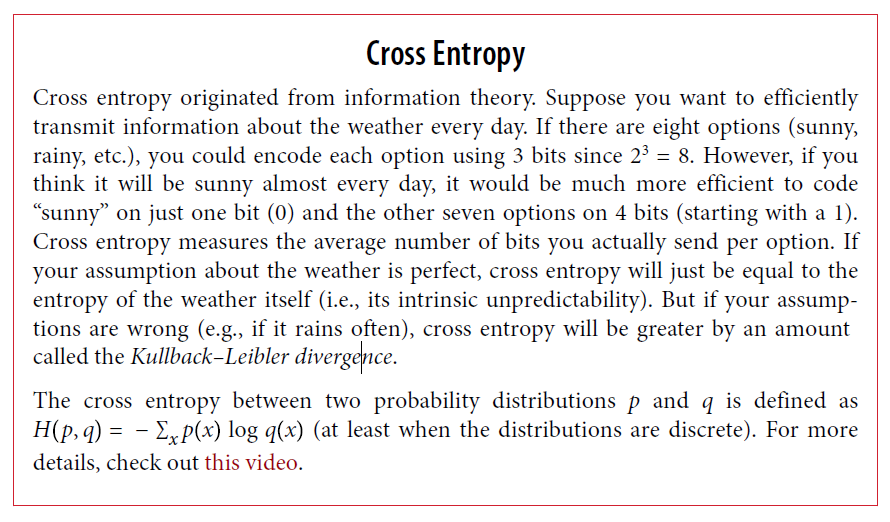 Cross Entropy
Cross entropy originated from information theory. Suppose you want to efficiently
transmit information about the weather every day. If there are eight options (sunny,
rainy, etc.), you could encode each option using 3 bits since 2³ = 8. However, if you
think it will be sunny almost every day, it would be much more efficient to code
“sunny” on just one bit (0) and the other seven options on 4 bits (starting with a 1).
Cross entropy measures the average number of bits you actually send per option. If
your assumption about the weather is perfect, cross entropy will just be equal to the
entropy of the weather itself (i.e., its intrinsic unpredictability). But if your assump-
tions are wrong (e.g., if it rains often), cross entropy will be greater by an amount
called the Kullback–Leibler divergence.
The cross entropy between two probability distributions p and q is defined as
H(p, q) = − Σₓ p(x) log q(x) (at least when the distributions are discrete). For more
details, check out this video.